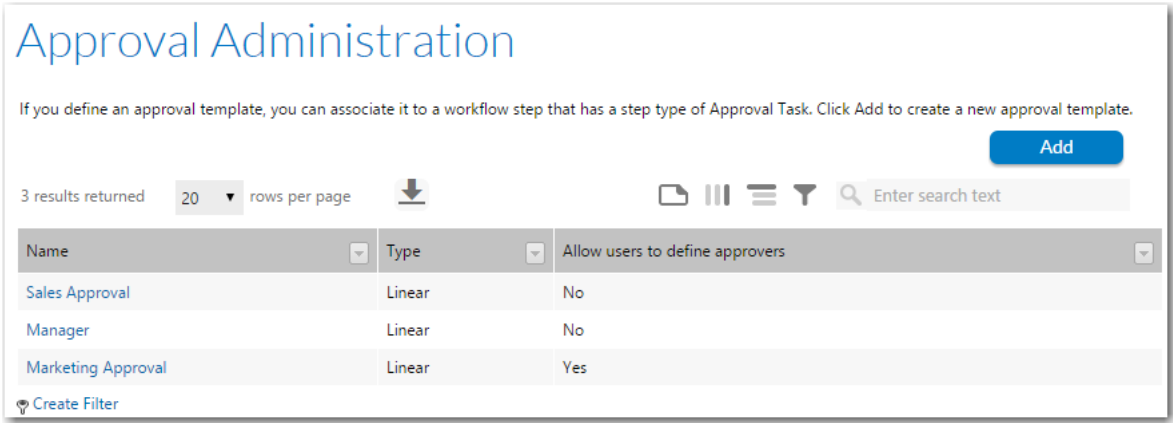 Approval Administration
If you define an approval template, you can associate it to a workflow step that has a step type of Approval Task. Click Add to create a new approval template.
Add
3 results returned 20 rows per page Enter search text
Name Type Allow users to define approvers
Sales Approval Linear No
Manager Linear No
Marketing Approval Linear Yes
Create Filter